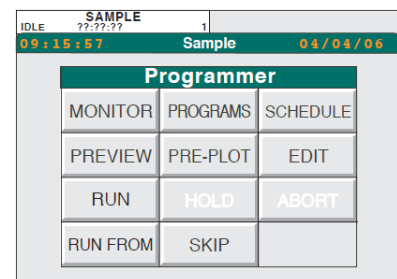 SAMPLE
IDLE ??:??:?? 1
09:15:57 Sample 04/04/06
Programmer
MONITOR PROGRAMS SCHEDULE
PREVIEW PRE-PLOT EDIT
RUN HOLD ABORT
RUN FROM SKIP